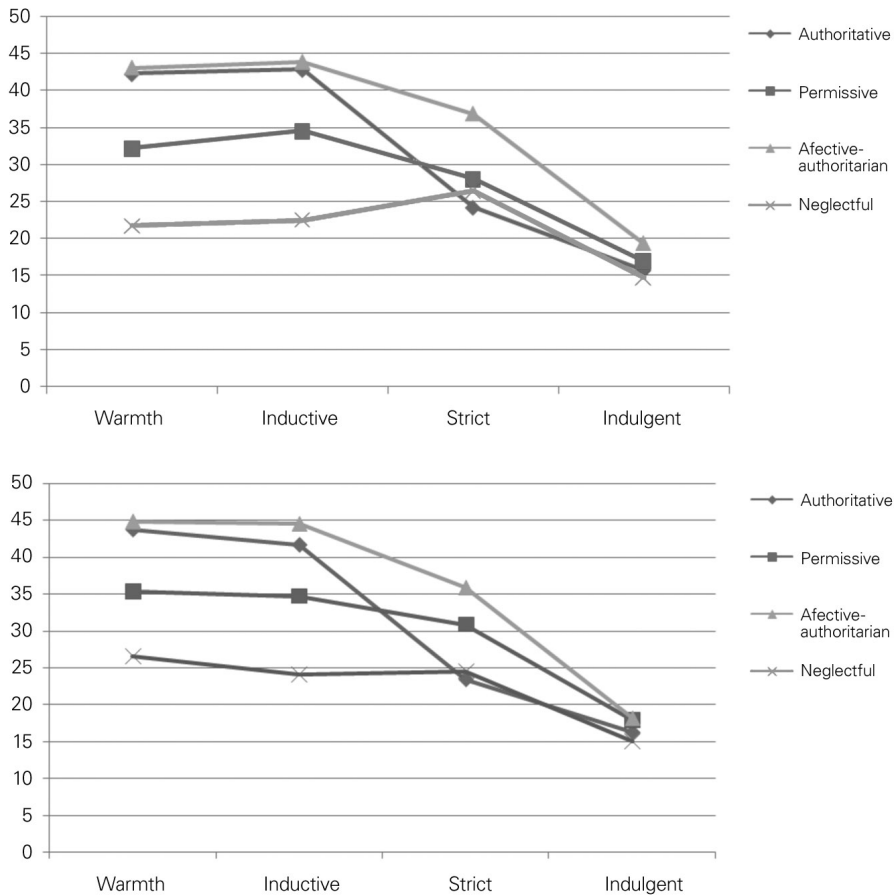 50
45
40
35
30
25
20
15
10
5
0
Warmth
Inductive
Strict
Indulgent
Authoritative
Permissive
Afective-
authoritarian
Neglectful
50
45
40
35
30
25
20
15
10
5
0
Warmth
Inductive
Strict
Indulgent
Authoritative
Permissive
Afective-
authoritarian
Neglectful